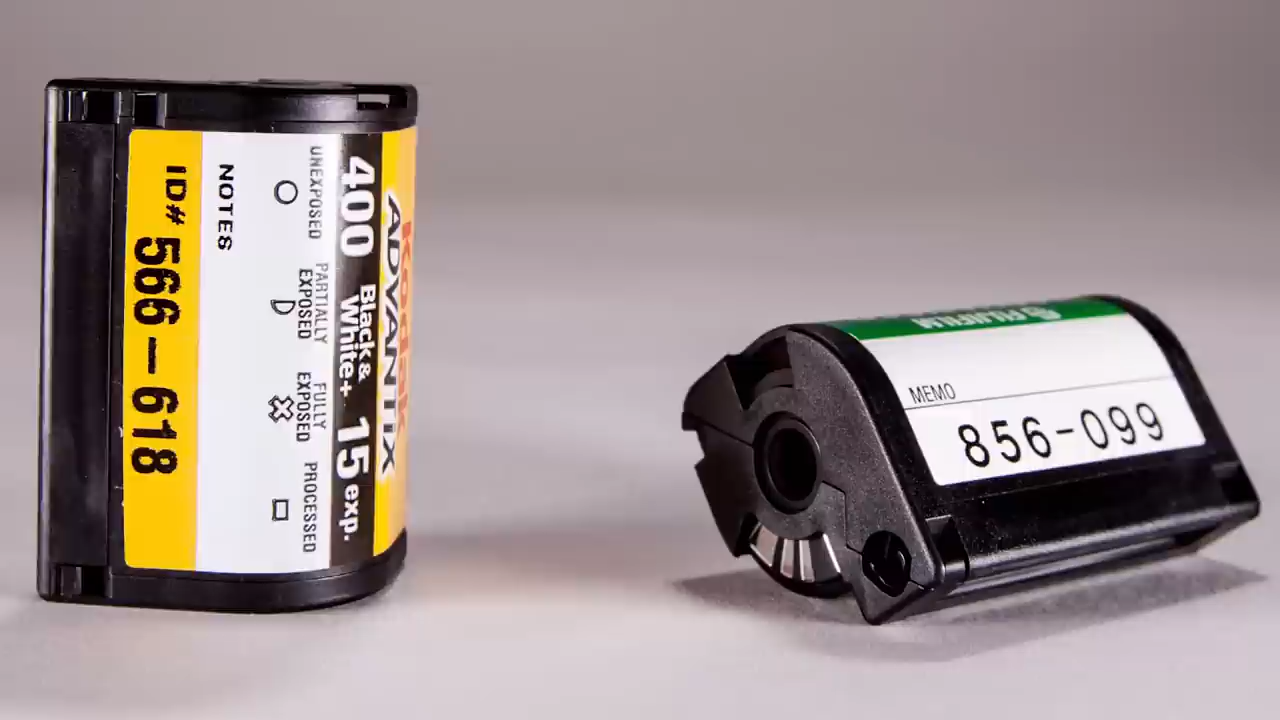 Kodak
ADVANTIX
400 Black & White+ 15 exp.
UNEXPOSED
PARTIALLY EXPOSED
FULLY EXPOSED
PROCESSED
NOTES
ID# 566-618
FUJIFILM
MEMO
856-099